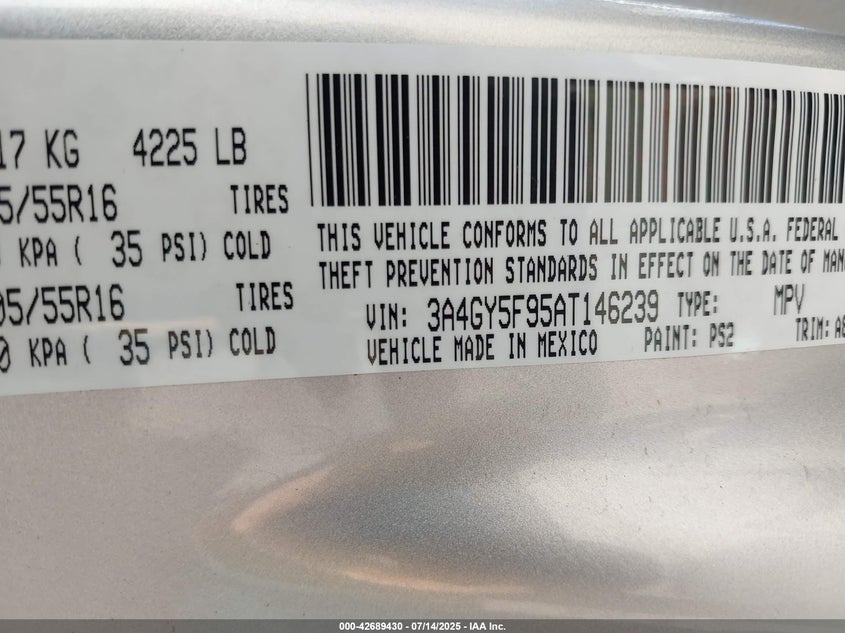 17 KG 4225 LB
5/55R16 TIRES
KPA ( 35 PSI) COLD
05/55R16 TIRES
0 KPA ( 35 PSI) COLD
THIS VEHICLE CONFORMS TO ALL APPLICABLE U.S.A. FEDERAL
THEFT PREVENTION STANDARDS IN EFFECT ON THE DATE OF MAN
VIN: 3A4GY5F95AT146239 TYPE: MPV
VEHICLE MADE IN MEXICO PAINT: PS2 TRIM: A8
000-42689430 - 07/14/2025 - IAA Inc.